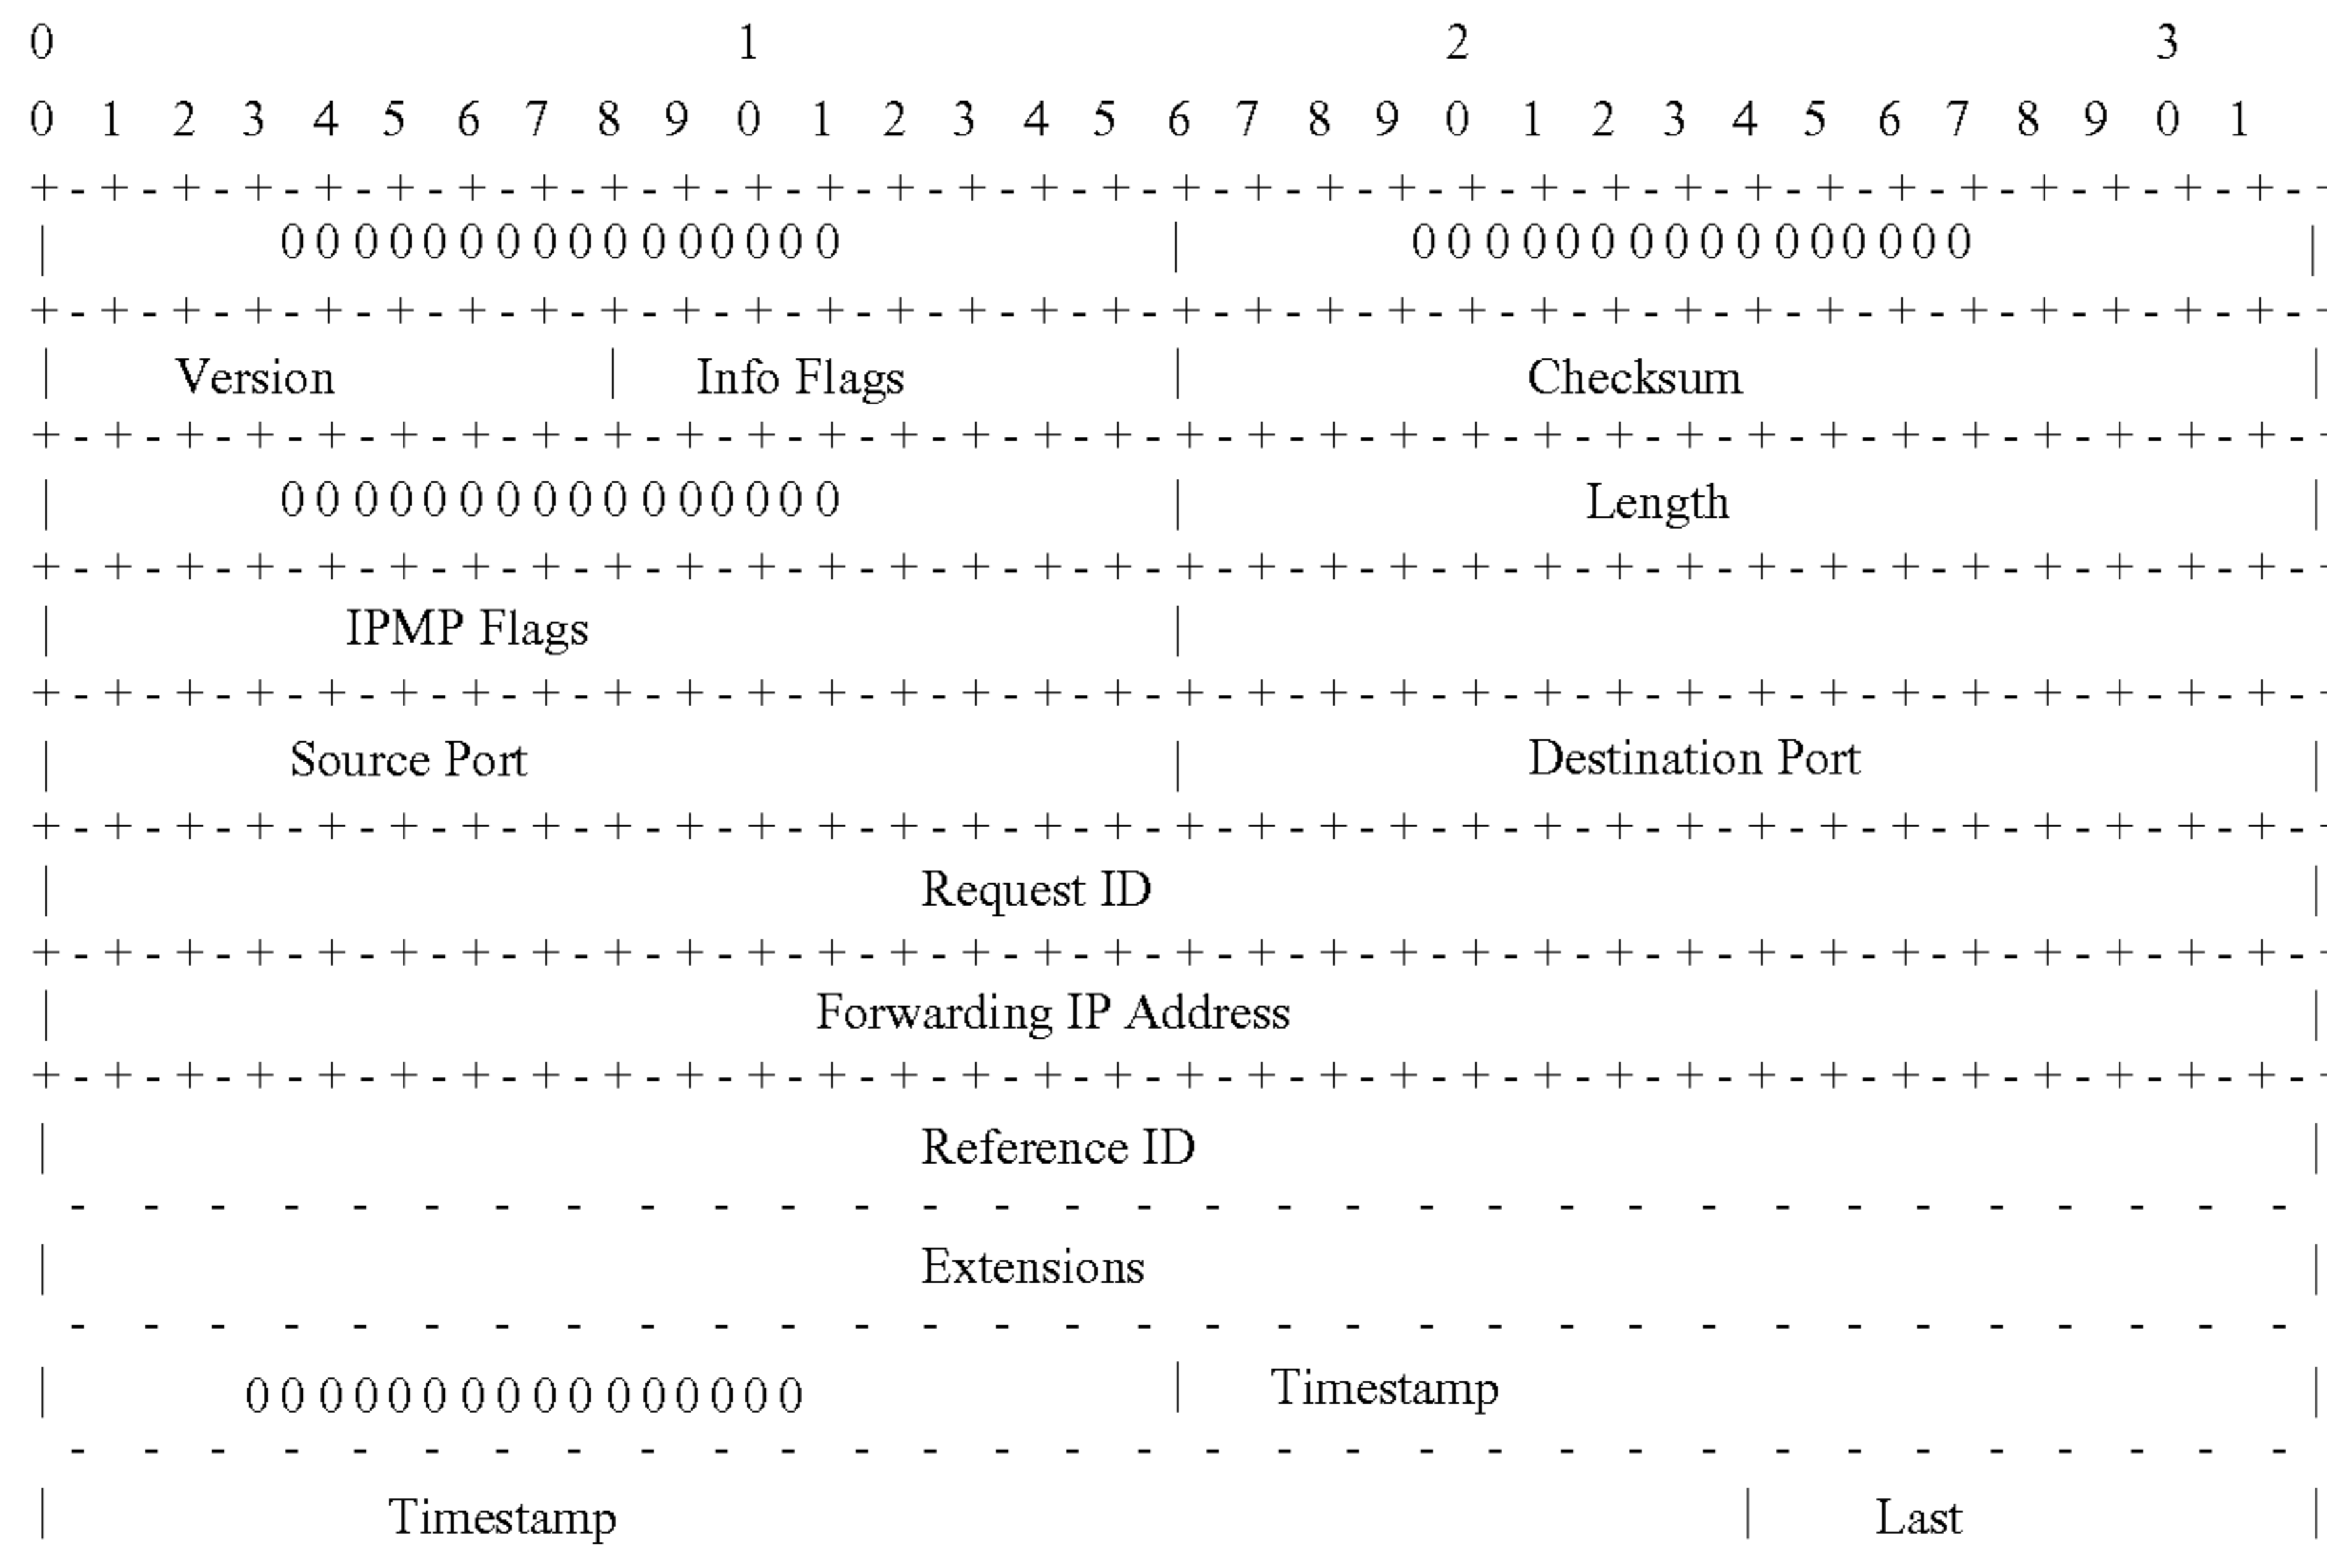 0 1 2 3
0 1 2 3 4 5 6 7 8 9 0 1 2 3 4 5 6 7 8 9 0 1 2 3 4 5 6 7 8 9 0 1
+-+-+-+-+-+-+-+-+-+-+-+-+-+-+-+-+-+-+-+-+-+-+-+-+-+-+-+-+-+-+-+-+
| 0000000000000000 | 0000000000000000 |
+-+-+-+-+-+-+-+-+-+-+-+-+-+-+-+-+-+-+-+-+-+-+-+-+-+-+-+-+-+-+-+-+
| Version | Info Flags | Checksum |
+-+-+-+-+-+-+-+-+-+-+-+-+-+-+-+-+-+-+-+-+-+-+-+-+-+-+-+-+-+-+-+-+
| 0000000000000000 | Length |
+-+-+-+-+-+-+-+-+-+-+-+-+-+-+-+-+-+-+-+-+-+-+-+-+-+-+-+-+-+-+-+-+
| IPMP Flags |
+-+-+-+-+-+-+-+-+-+-+-+-+-+-+-+-+-+-+-+-+-+-+-+-+-+-+-+-+-+-+-+-+
| Source Port | Destination Port |
+-+-+-+-+-+-+-+-+-+-+-+-+-+-+-+-+-+-+-+-+-+-+-+-+-+-+-+-+-+-+-+-+
| Request ID |
+-+-+-+-+-+-+-+-+-+-+-+-+-+-+-+-+-+-+-+-+-+-+-+-+-+-+-+-+-+-+-+-+
| Forwarding IP Address |
+-+-+-+-+-+-+-+-+-+-+-+-+-+-+-+-+-+-+-+-+-+-+-+-+-+-+-+-+-+-+-+-+
| Reference ID |
- - - - - - - - - - - - - - - - - - - - - - - - - - - - - - - -
| Extensions |
- - - - - - - - - - - - - - - - - - - - - - - - - - - - - - - -
| 0000000000000000 | Timestamp |
- - - - - - - - - - - - - - - - - - - - - - - - - - - - - - - -
| Timestamp | Last |